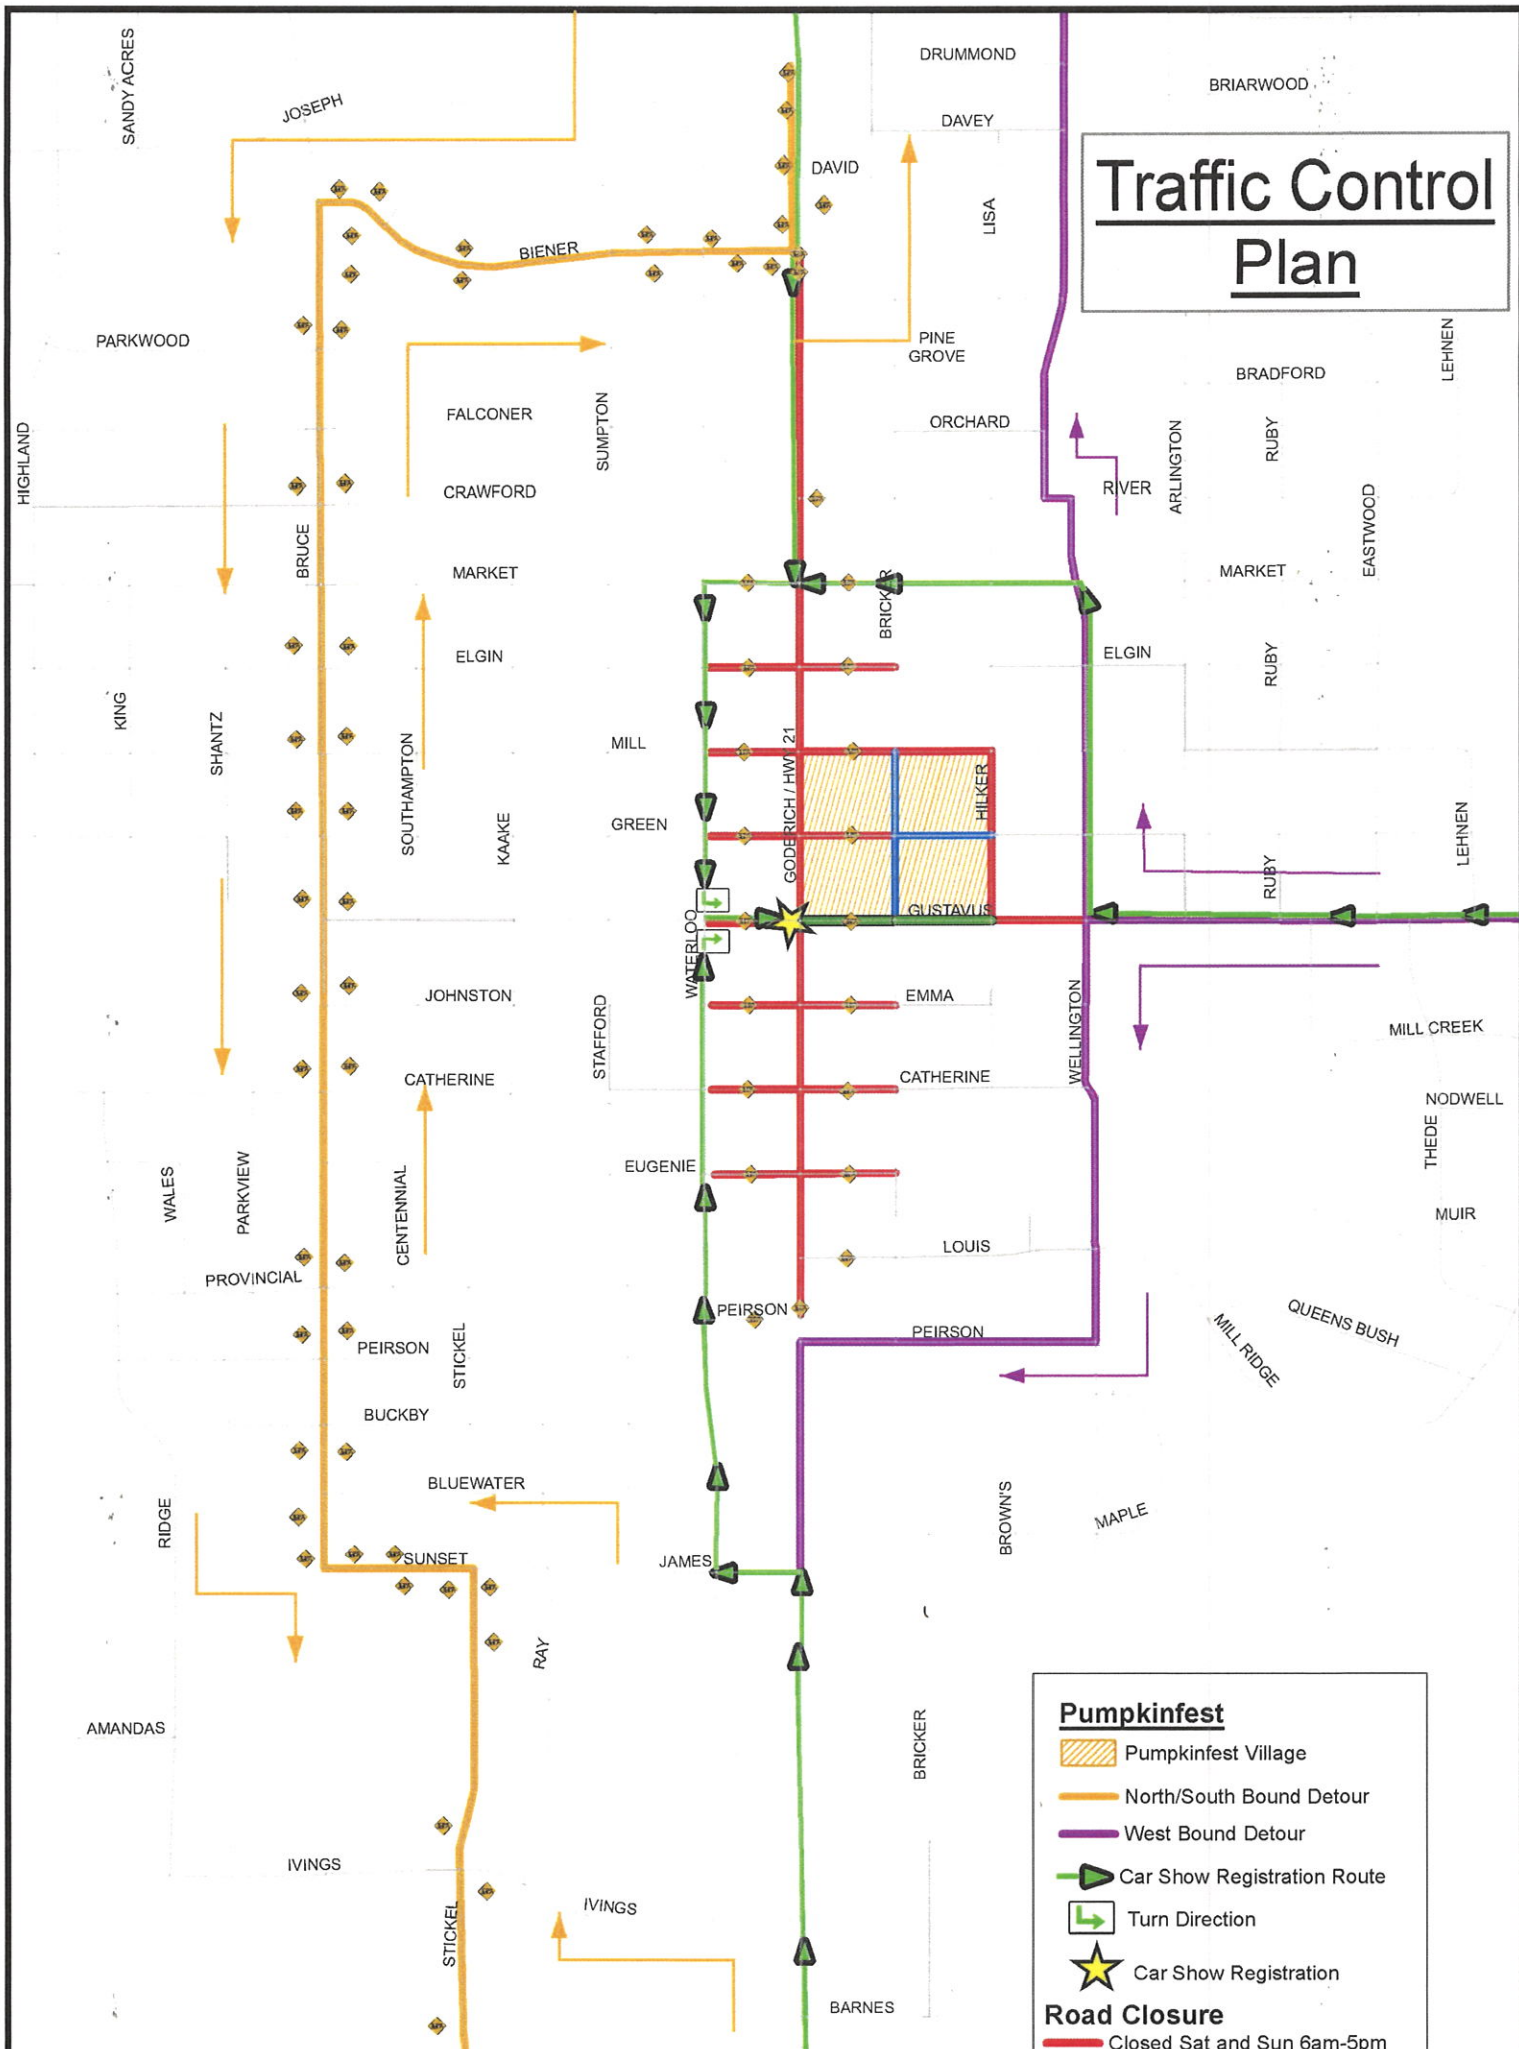 SANDY ACRES
JOSEPH
DRUMMOND
BRIARWOOD
DAVEY
DAVID
LISA
Traffic Control
Plan
BIENER
PARKWOOD
PINE
GROVE
LEHNEN
BRADFORD
FALCONER
SUMPTON
ORCHARD
HIGHLAND
CRAWFORD
RIVER
ARLINGTON
RUBY
EASTWOOD
BRUCE
MARKET
BRICKER
MARKET
ELGIN
ELGIN
RUBY
KING
SHANTZ
SOUTHAMPTON
MILL
GODERICH / HWY 21
HILKER
GREEN
KAAKE
LEHNEN
RUBY
GUSTAVUS
WATERLOO
JOHNSTON
EMMA
STAFFORD
WELLINGTON
MILL CREEK
CATHERINE
CATHERINE
NODWELL
THEDE
WALES
PARKVIEW
CENTENNIAL
EUGENIE
MUIR
LOUIS
PROVINCIAL
PEIRSON
PEIRSON
PEIRSON
STICKEL
MILL RIDGE
QUEENS BUSH
BUCKBY
BLUEWATER
RIDGE
BROWN'S
MAPLE
SUNSET
JAMES
RAY
AMANDAS
BRICKER
IVINGS
IVINGS
STICKEL
BARNES
Pumpkinfest
Pumpkinfest Village
North/South Bound Detour
West Bound Detour
Car Show Registration Route
Turn Direction
Car Show Registration
Road Closure
Closed Sat and Sun 6am-5pm